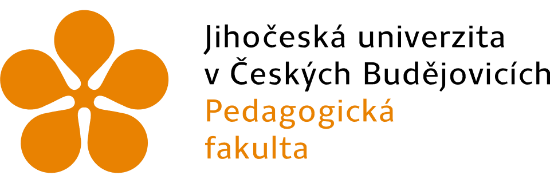 Jihočeská univerzita
v Českých Budějovicích
Pedagogická
fakulta